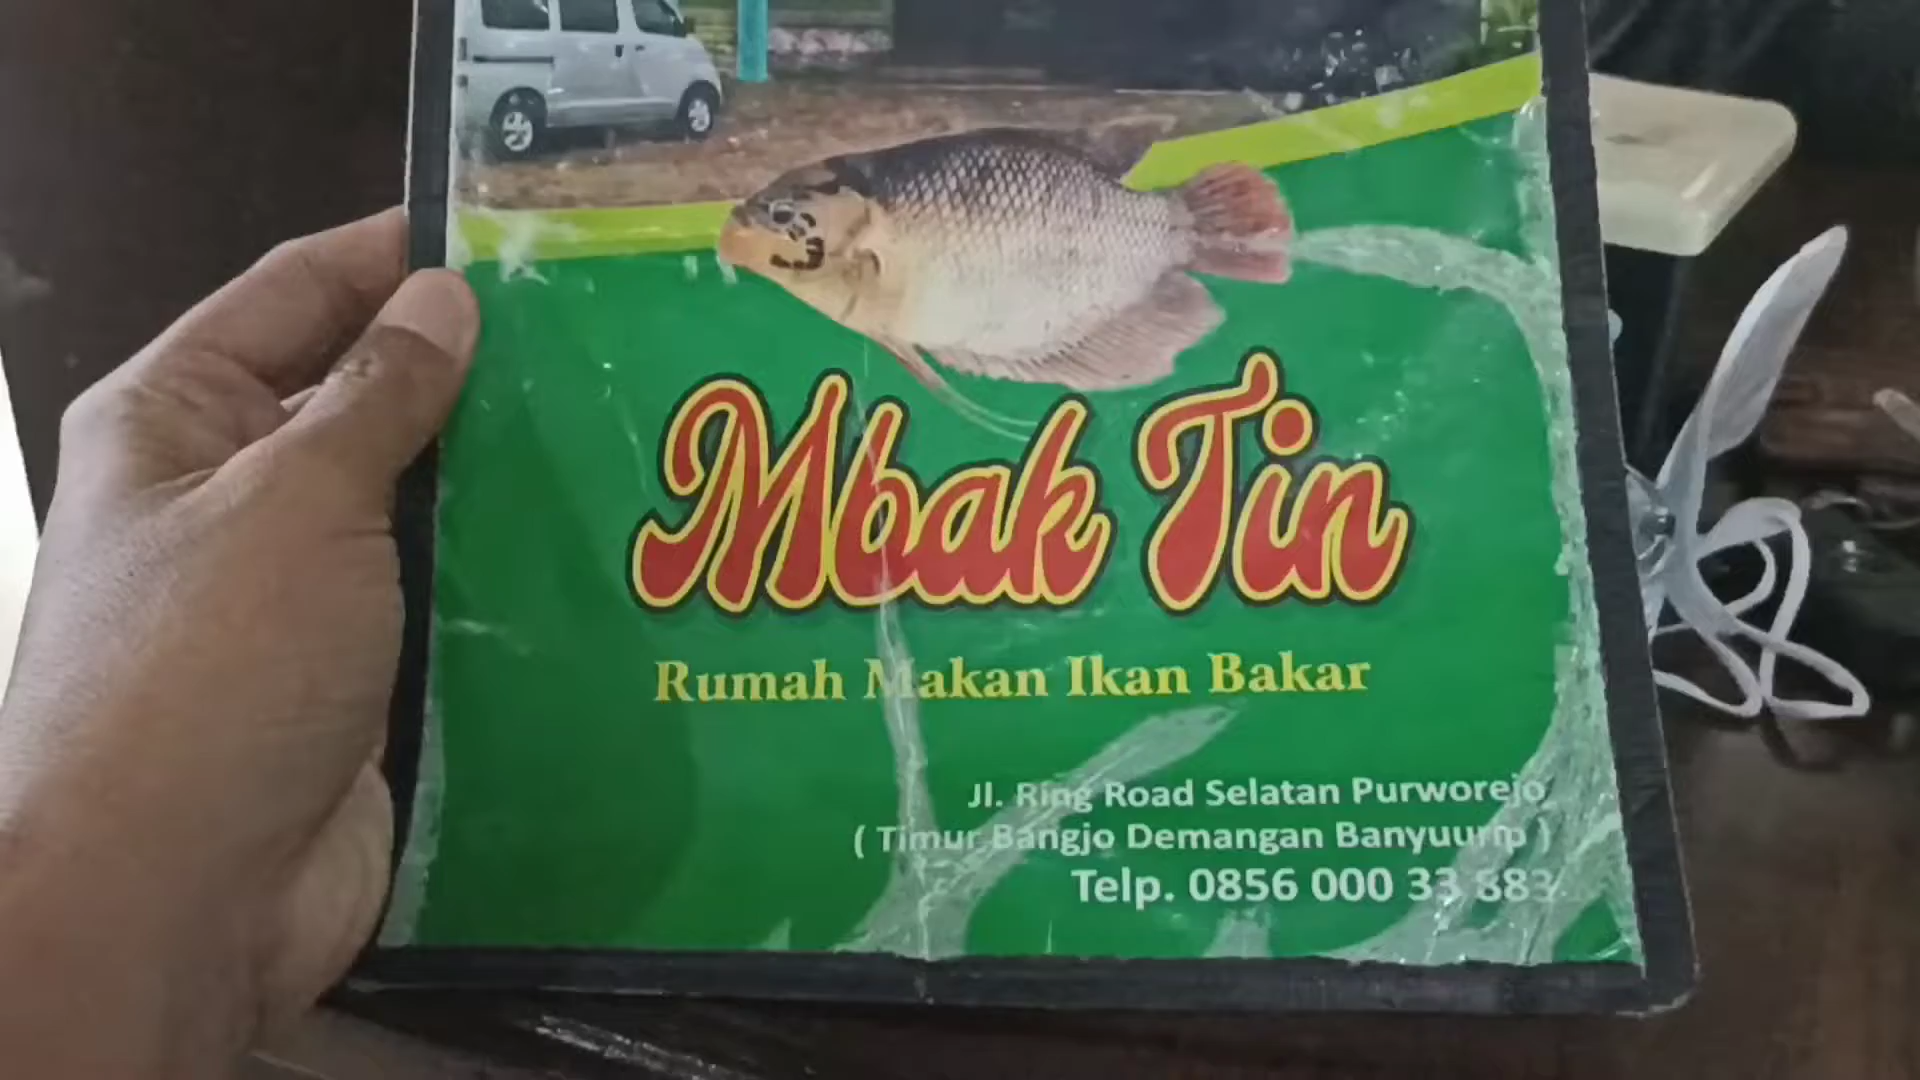 Mbak Tin
Rumah Makan Ikan Bakar
Jl. Ring Road Selatan Purworejo
( Timur Bangjo Demangan Banyuurip )
Telp. 0856 000 33 883